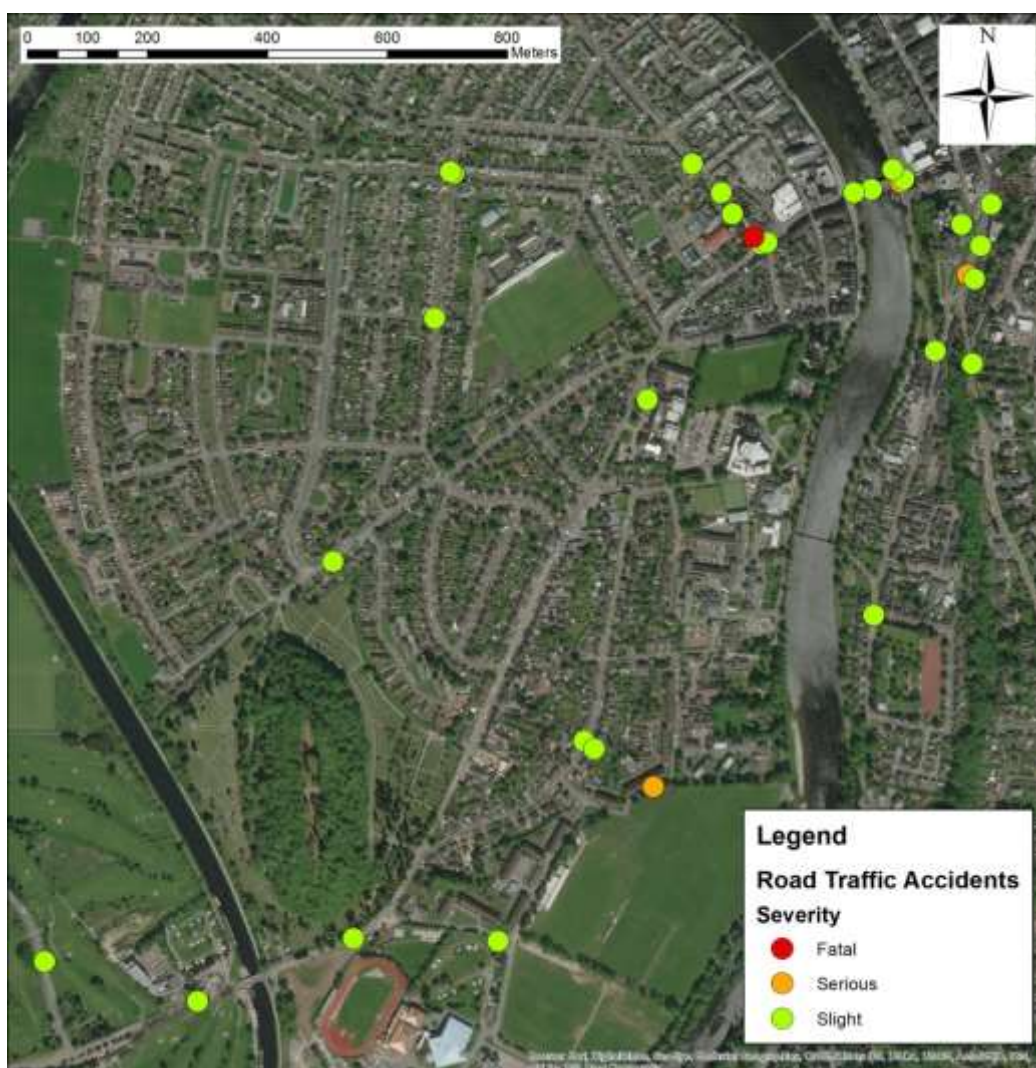 0 100 200 400 600 800
Meters
N
Legend
Road Traffic Accidents
Severity
Fatal
Serious
Slight